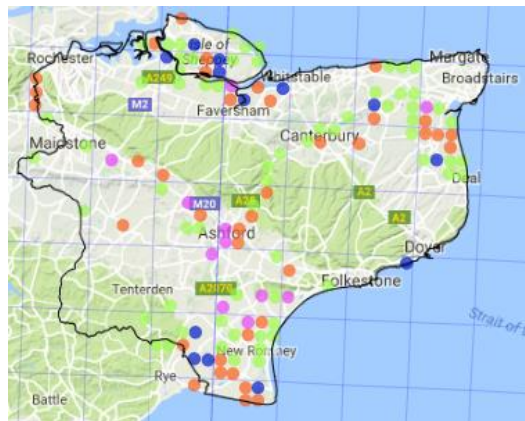 Isle of
Sheppey
Rochester
Margate
A249
Whitstable
Broadstairs
M2
Faversham
Canterbury
Maidstone
A2
Deal
M20
A28
A2
Ashford
Dover
Folkestone
Tenterden
A2070
Strait of
New Romney
Rye
Battle